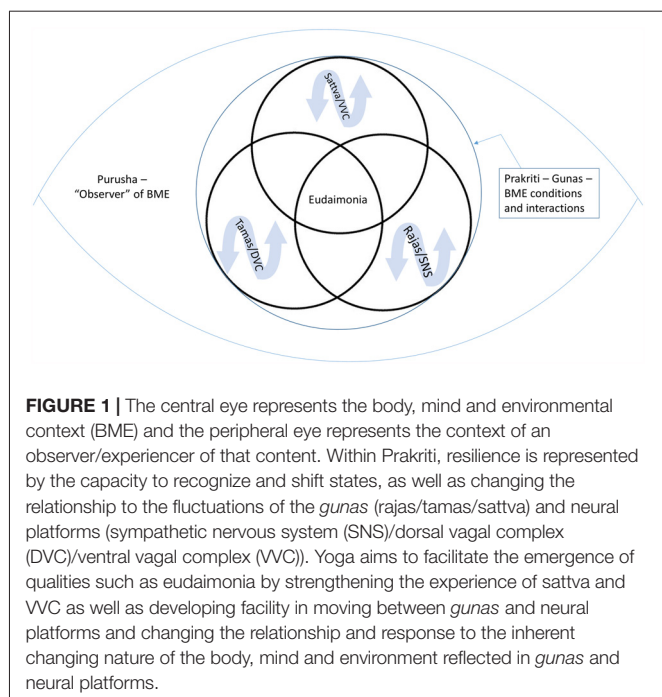 Sattva/VVC
Purusha –
“Observer” of BME
Prakriti – Gunas –
BME conditions
and interactions
Eudaimonia
Tamas/DVC
Rajas/SNS
FIGURE 1 | The central eye represents the body, mind and environmental
context (BME) and the peripheral eye represents the context of an
observer/experiencer of that content. Within Prakriti, resilience is represented
by the capacity to recognize and shift states, as well as changing the
relationship to the fluctuations of the gunas (rajas/tamas/sattva) and neural
platforms (sympathetic nervous system (SNS)/dorsal vagal complex
(DVC)/ventral vagal complex (VVC)). Yoga aims to facilitate the emergence of
qualities such as eudaimonia by strengthening the experience of sattva and
VVC as well as developing facility in moving between gunas and neural
platforms and changing the relationship and response to the inherent
changing nature of the body, mind and environment reflected in gunas and
neural platforms.